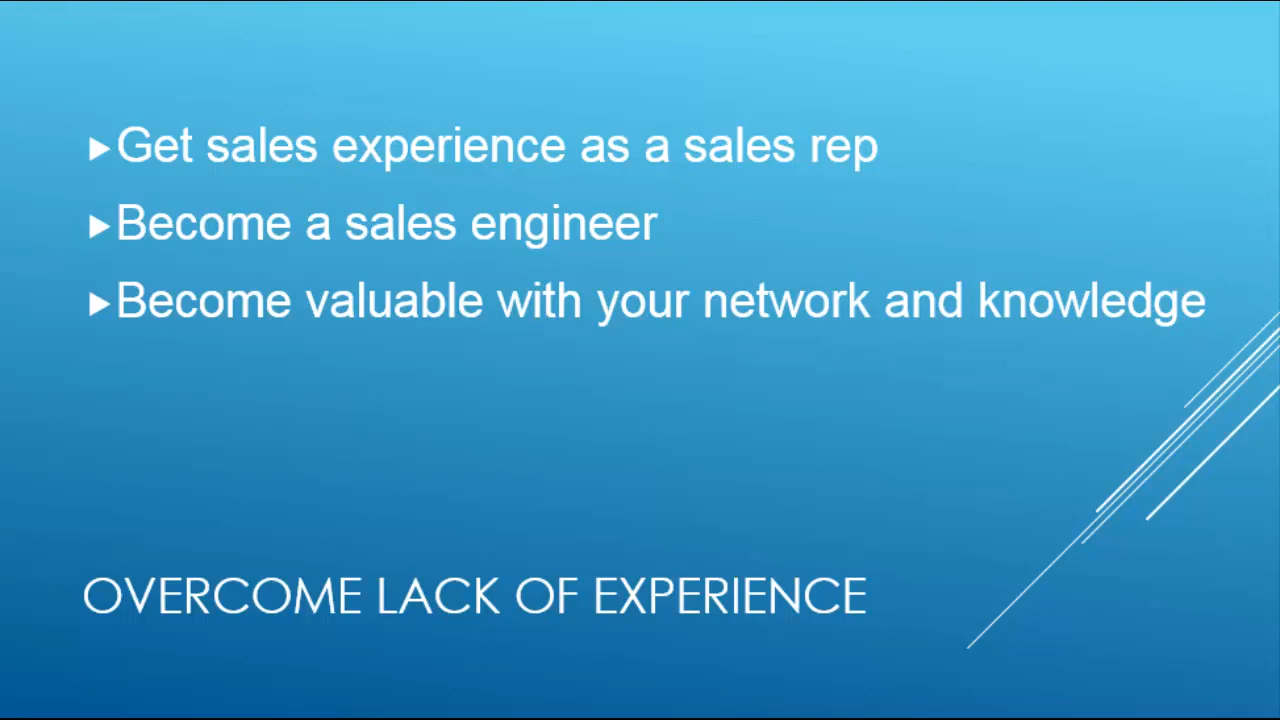 Get sales experience as a sales rep
Become a sales engineer
Become valuable with your network and knowledge
OVERCOME LACK OF EXPERIENCE